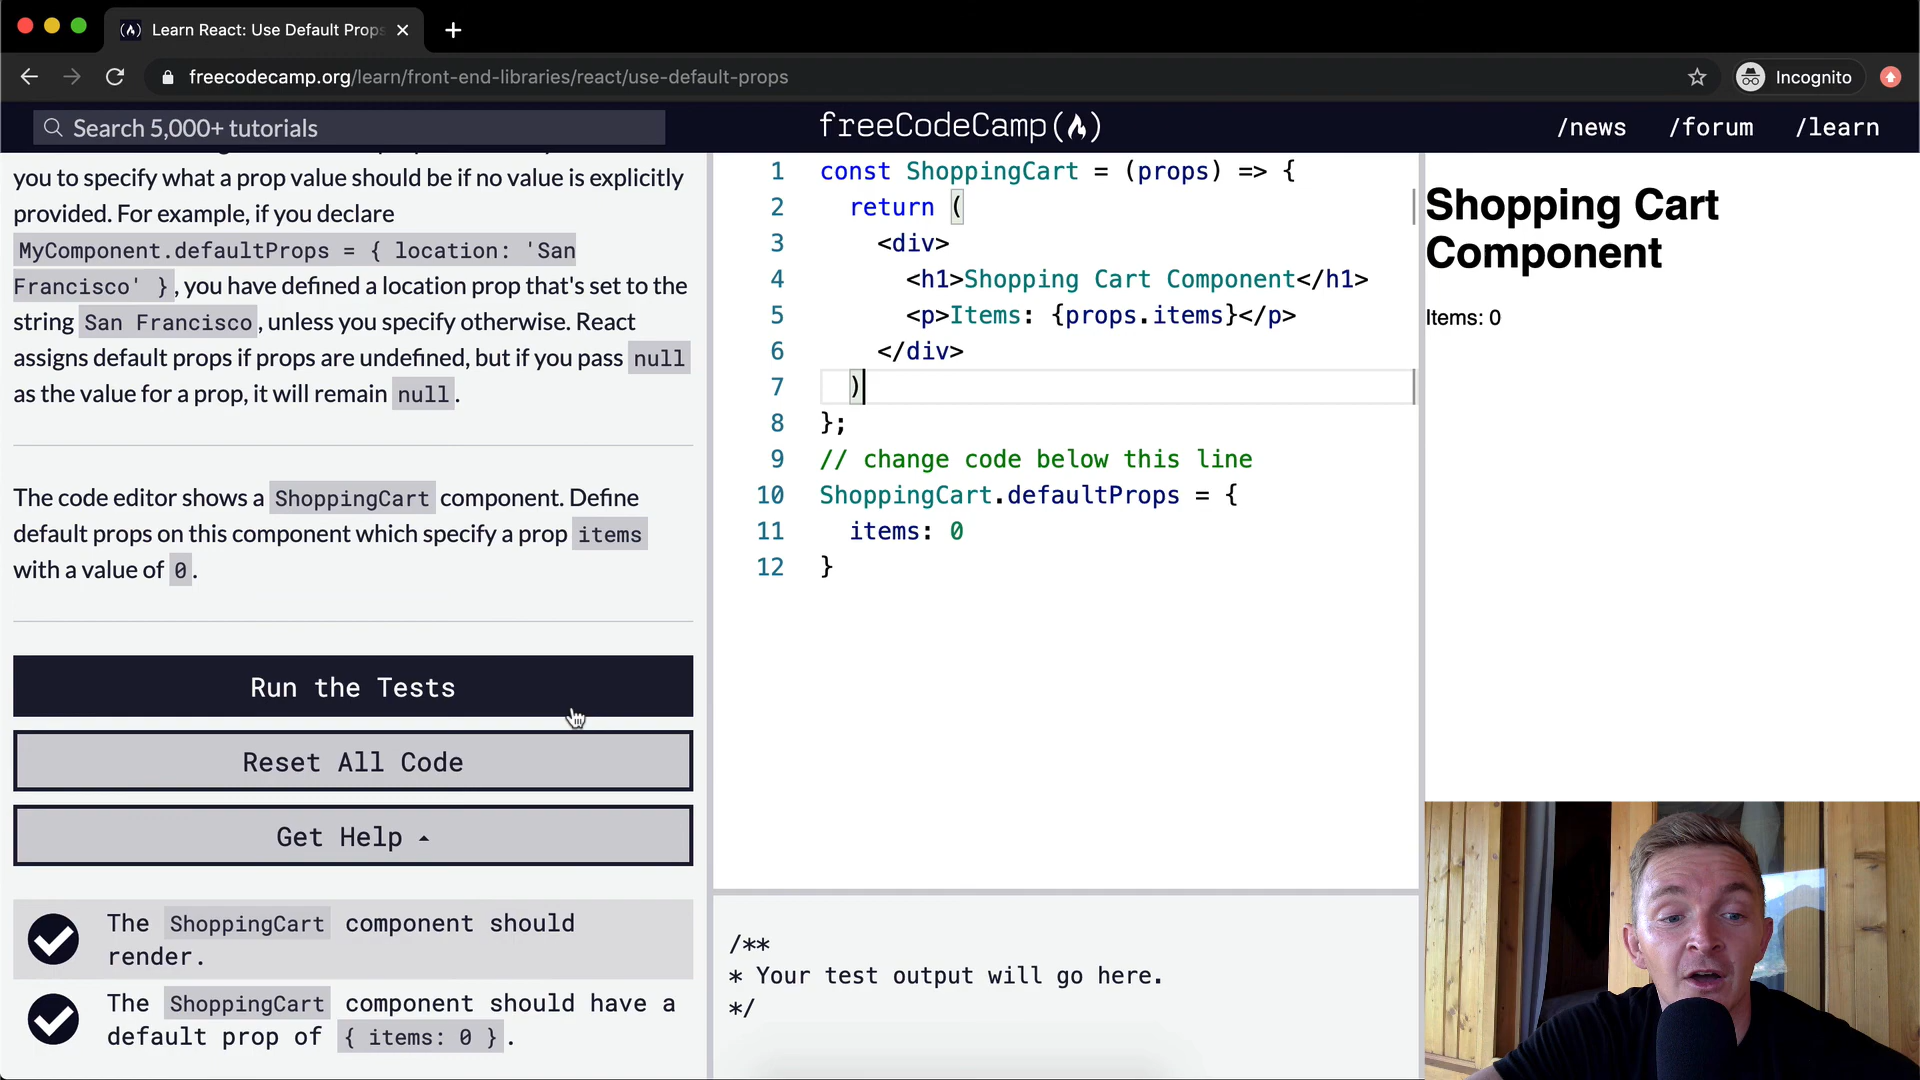 Learn React: Use Default Props
freecodecamp.org/learn/front-end-libraries/react/use-default-props
Incognito
Search 5,000+ tutorials
freeCodeCamp
/news /forum /learn
you to specify what a prop value should be if no value is explicitly
provided. For example, if you declare
MyComponent.defaultProps = { location: 'San
Francisco' }, you have defined a location prop that's set to the
string San Francisco, unless you specify otherwise. React
assigns default props if props are undefined, but if you pass null
as the value for a prop, it will remain null.
The code editor shows a ShoppingCart component. Define
default props on this component which specify a prop items
with a value of 0.
Run the Tests
Reset All Code
Get Help
The ShoppingCart component should
render.
The ShoppingCart component should have a
default prop of { items: 0 }.
1 const ShoppingCart = (props) => {
2 return (
3 <div>
4 <h1>Shopping Cart Component</h1>
5 <p>Items: {props.items}</p>
6 </div>
7 )
8 };
9 // change code below this line
10 ShoppingCart.defaultProps = {
11 items: 0
12 }
/**
* Your test output will go here.
*/
Shopping Cart
Component
Items: 0